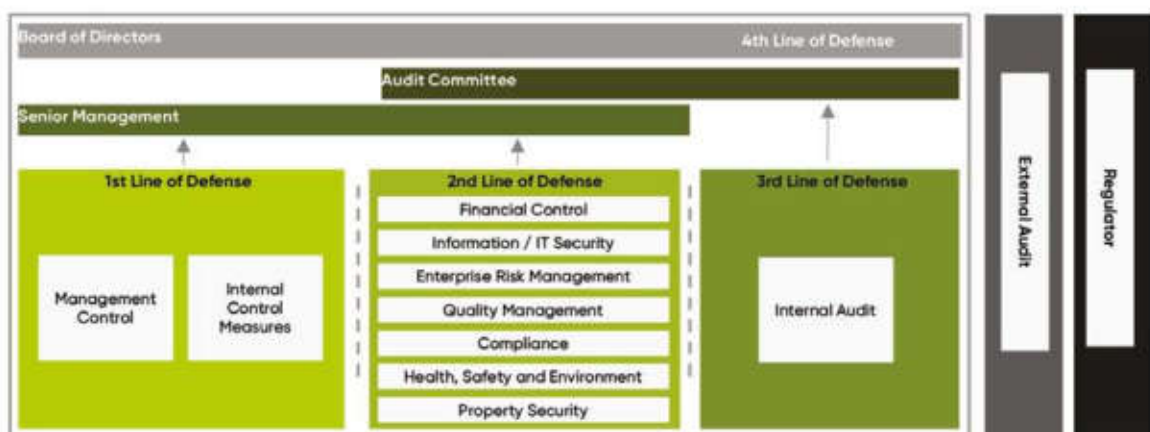 Board of Directors
4th Line of Defense
Audit Committee
Senior Management
1st Line of Defense
Management
Control
Internal
Control
Measures
2nd Line of Defense
Financial Control
Information / IT Security
Enterprise Risk Management
Quality Management
Compliance
Health, Safety and Environment
Property Security
3rd Line of Defense
Internal Audit
External Audit
Regulator